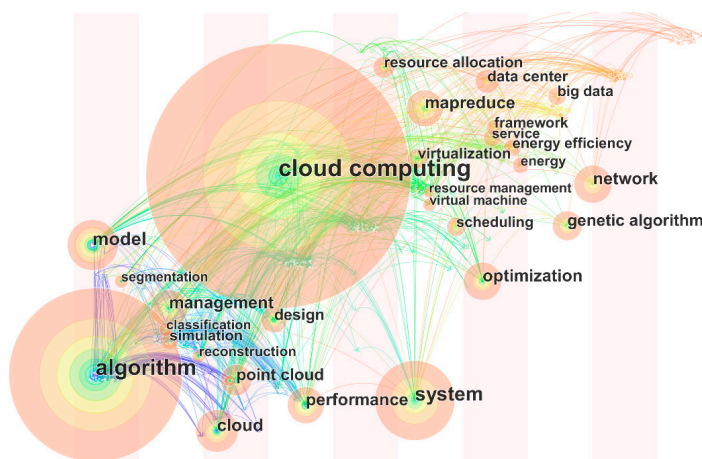 resource allocation
data center
big data
mapreduce
framework
service
energy efficiency
virtualization
energy
cloud computing
network
resource management
virtual machine
scheduling
genetic algorithm
model
segmentation
optimization
management
design
classification
simulation
reconstruction
algorithm
point cloud
performance
system
cloud